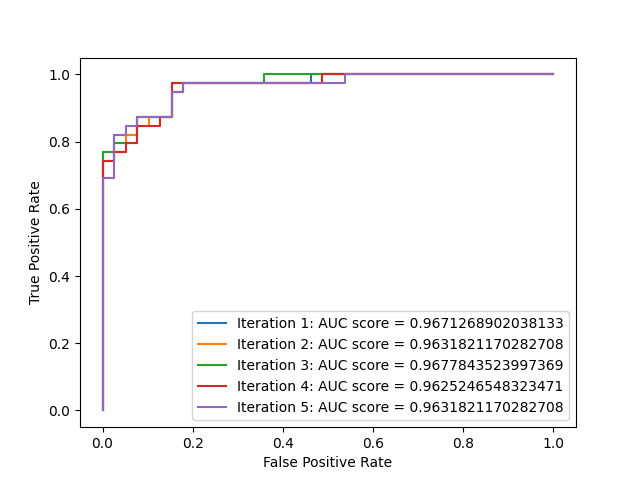 True Positive Rate
1.0
0.8
0.6
0.4
0.2
0.0
Iteration 1: AUC score = 0.9671268902038133
Iteration 2: AUC score = 0.9631821170282708
Iteration 3: AUC score = 0.9677843523997369
Iteration 4: AUC score = 0.9625246548323471
Iteration 5: AUC score = 0.9631821170282708
0.0 0.2 0.4 0.6 0.8 1.0
False Positive Rate